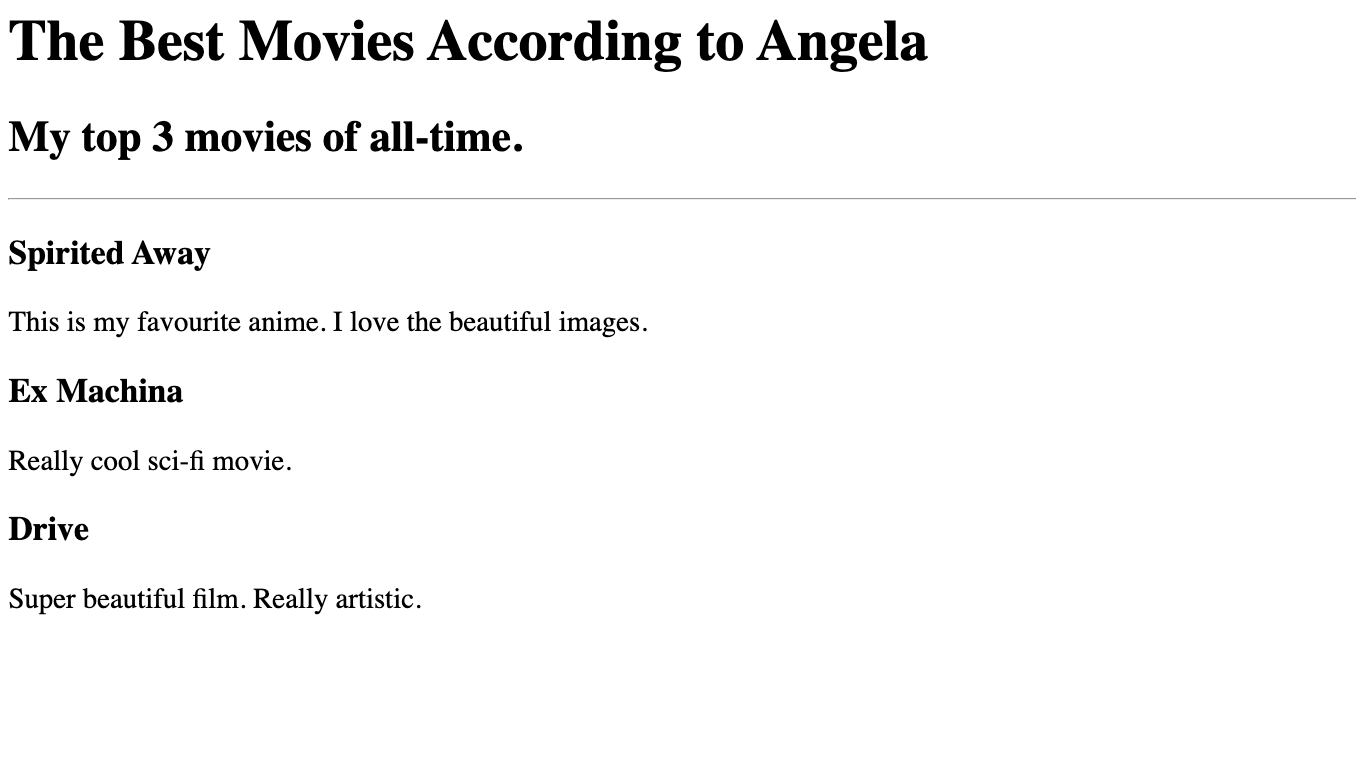 The Best Movies According to Angela
My top 3 movies of all-time.
Spirited Away
This is my favourite anime. I love the beautiful images.
Ex Machina
Really cool sci-fi movie.
Drive
Super beautiful film. Really artistic.